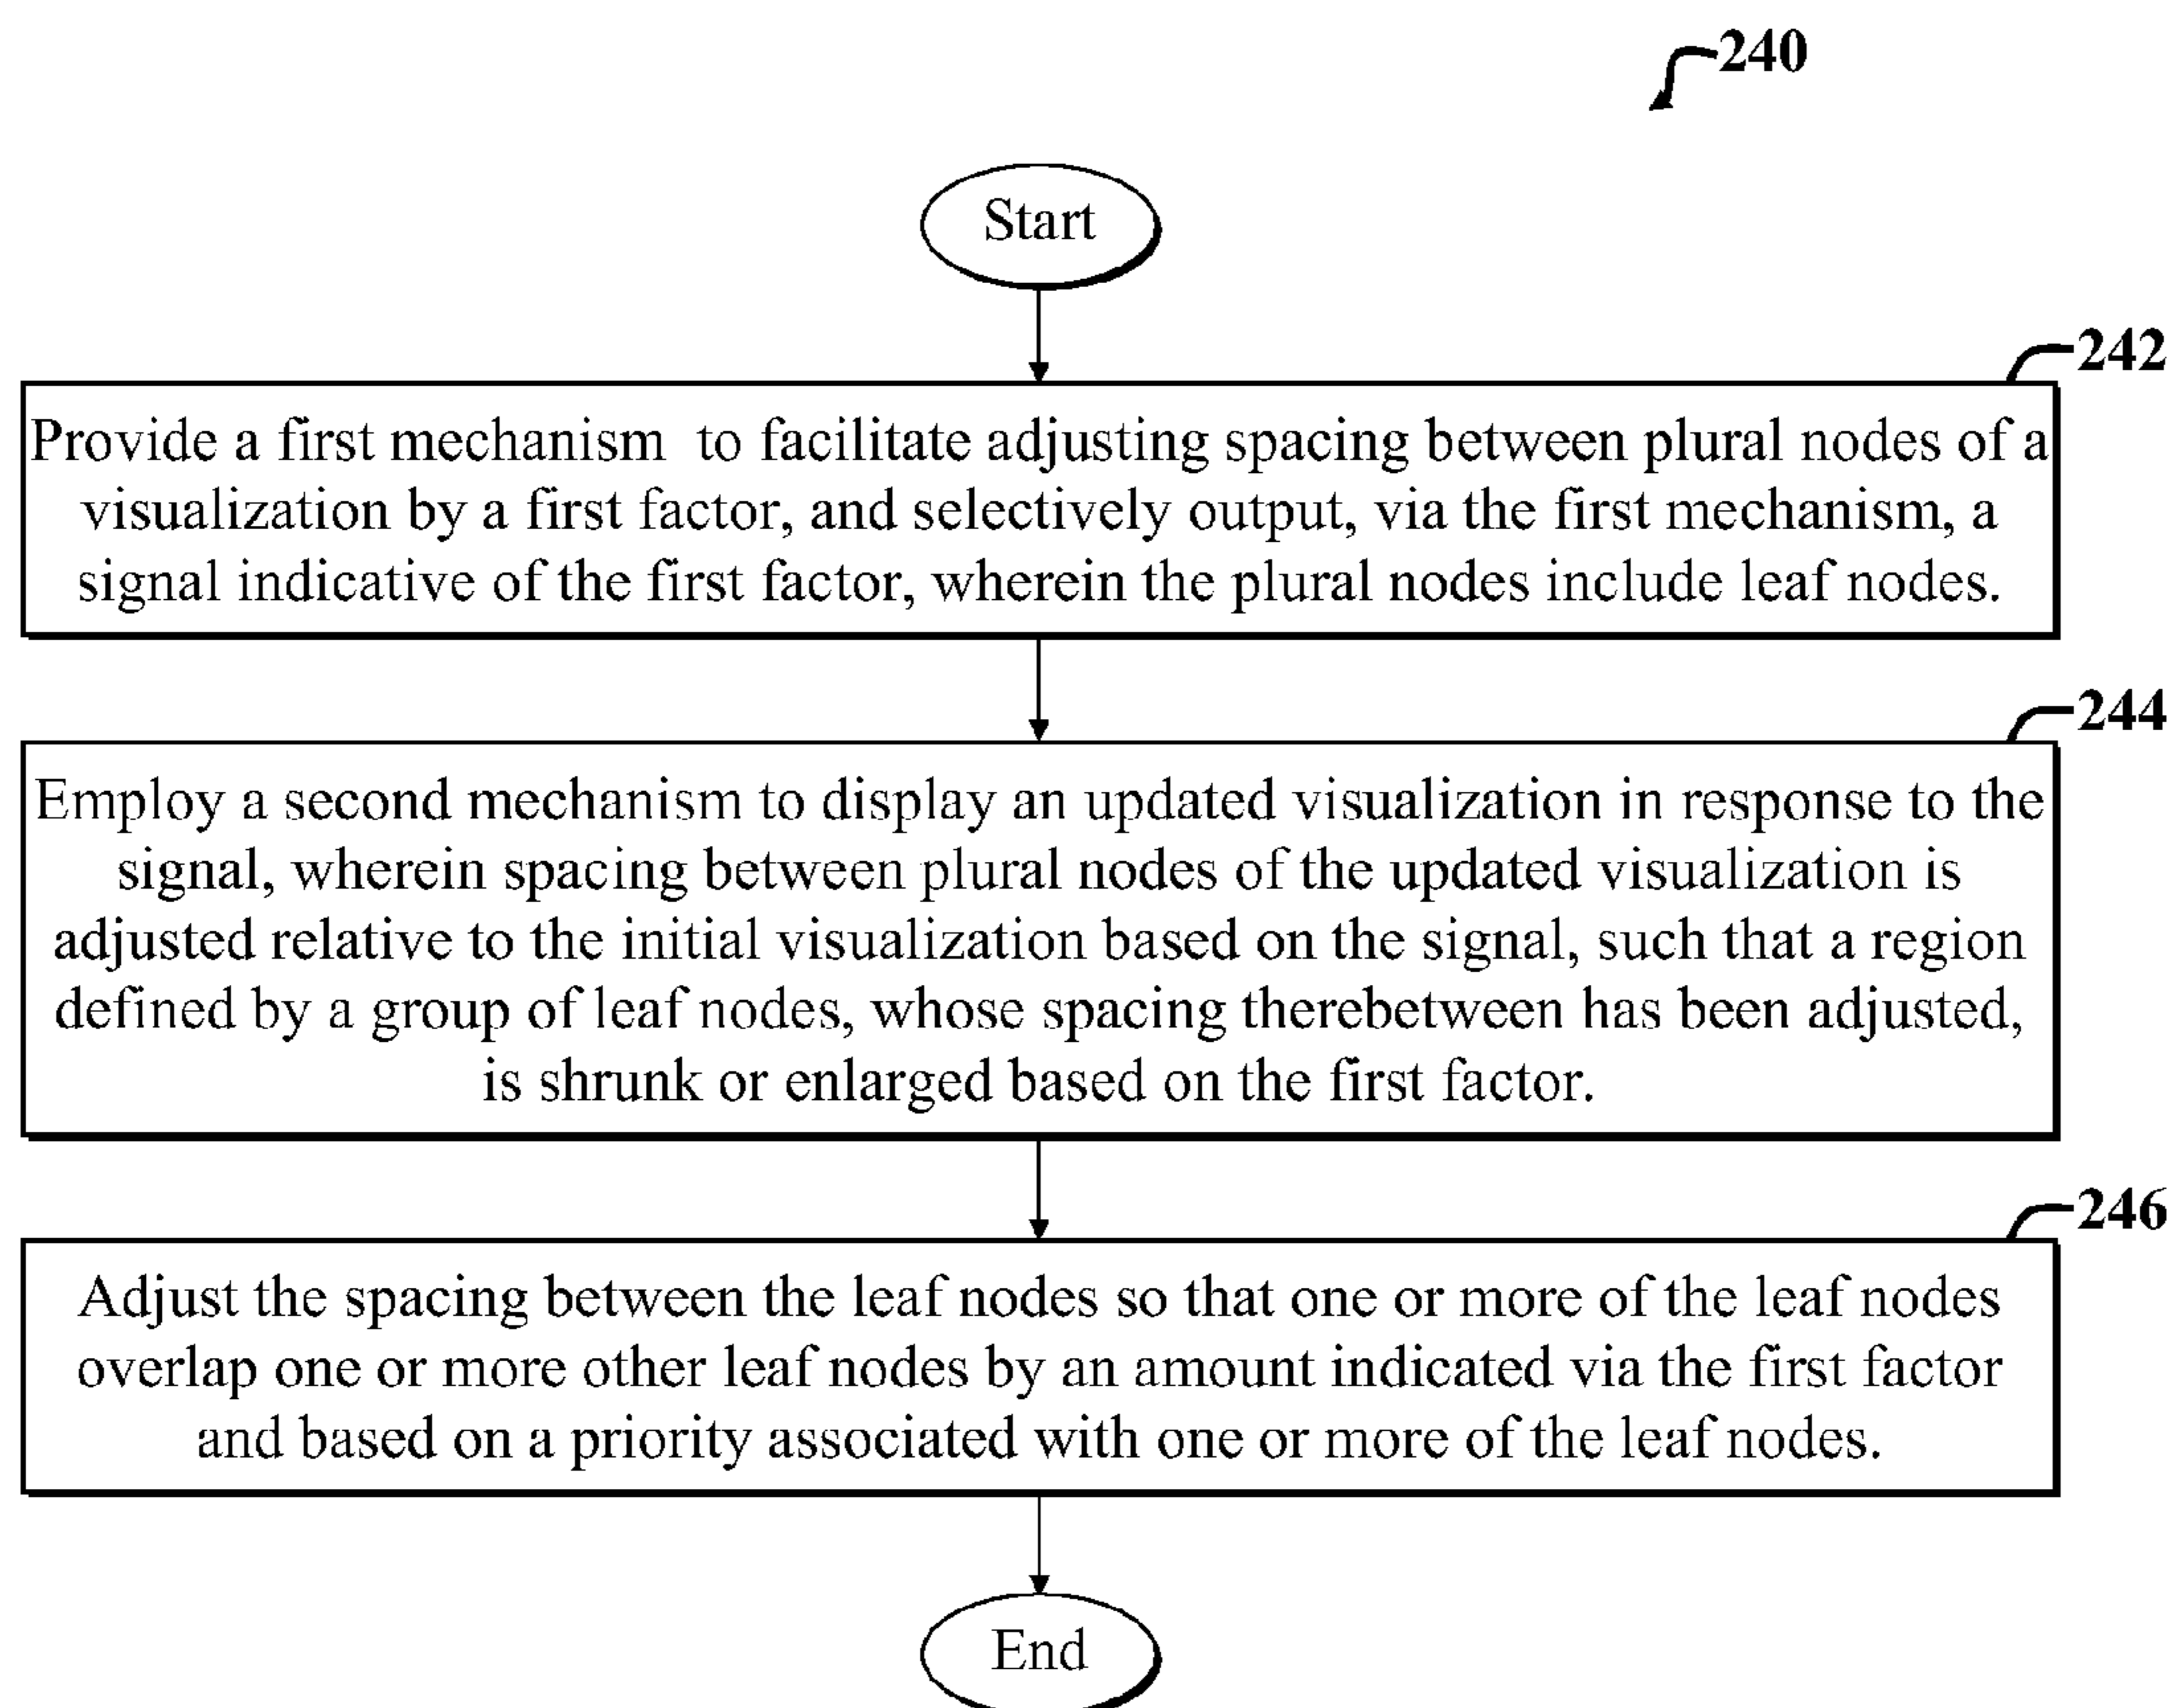 240
Start
242
Provide a first mechanism to facilitate adjusting spacing between plural nodes of a
visualization by a first factor, and selectively output, via the first mechanism, a
signal indicative of the first factor, wherein the plural nodes include leaf nodes.
244
Employ a second mechanism to display an updated visualization in response to the
signal, wherein spacing between plural nodes of the updated visualization is
adjusted relative to the initial visualization based on the signal, such that a region
defined by a group of leaf nodes, whose spacing therebetween has been adjusted,
is shrunk or enlarged based on the first factor.
246
Adjust the spacing between the leaf nodes so that one or more of the leaf nodes
overlap one or more other leaf nodes by an amount indicated via the first factor
and based on a priority associated with one or more of the leaf nodes.
End